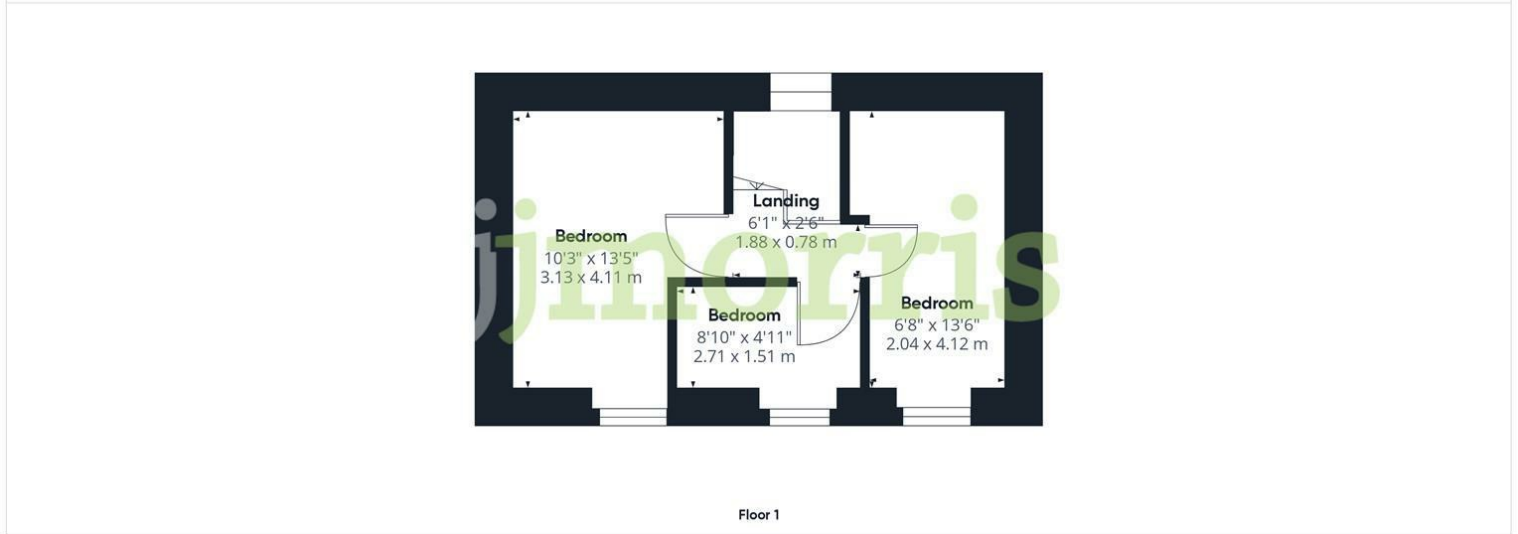 Landing
6'1" x 2'6"
1.88 x 0.78 m
Bedroom
10'3" x 13'5"
3.13 x 4.11 m
jjmorris
Bedroom
8'10" x 4'11"
2.71 x 1.51 m
Bedroom
6'8" x 13'6"
2.04 x 4.12 m
Floor 1